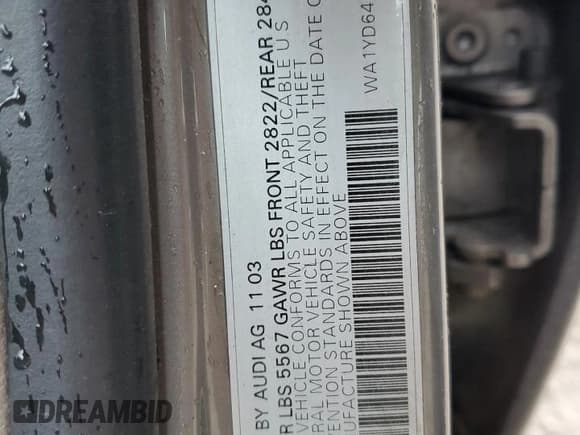 BY AUDI AG 11 03
R LBS 5567 GAWR LBS FRONT 2822/REAR 284
VEHICLE CONFORMS TO ALL APPLICABLE U S
RAL MOTOR VEHICLE SAFETY AND THEFT
ENTION STANDARDS IN EFFECT ON THE DATE O
UFACTURE SHOWN ABOVE
WA1YD64
DREAMBID